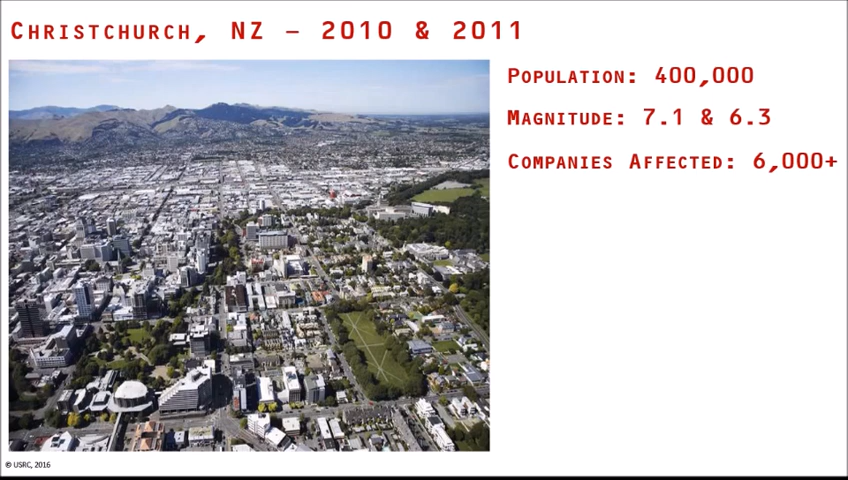 Christchurch, NZ – 2010 & 2011
Population: 400,000
Magnitude: 7.1 & 6.3
Companies Affected: 6,000+
© USRC, 2016